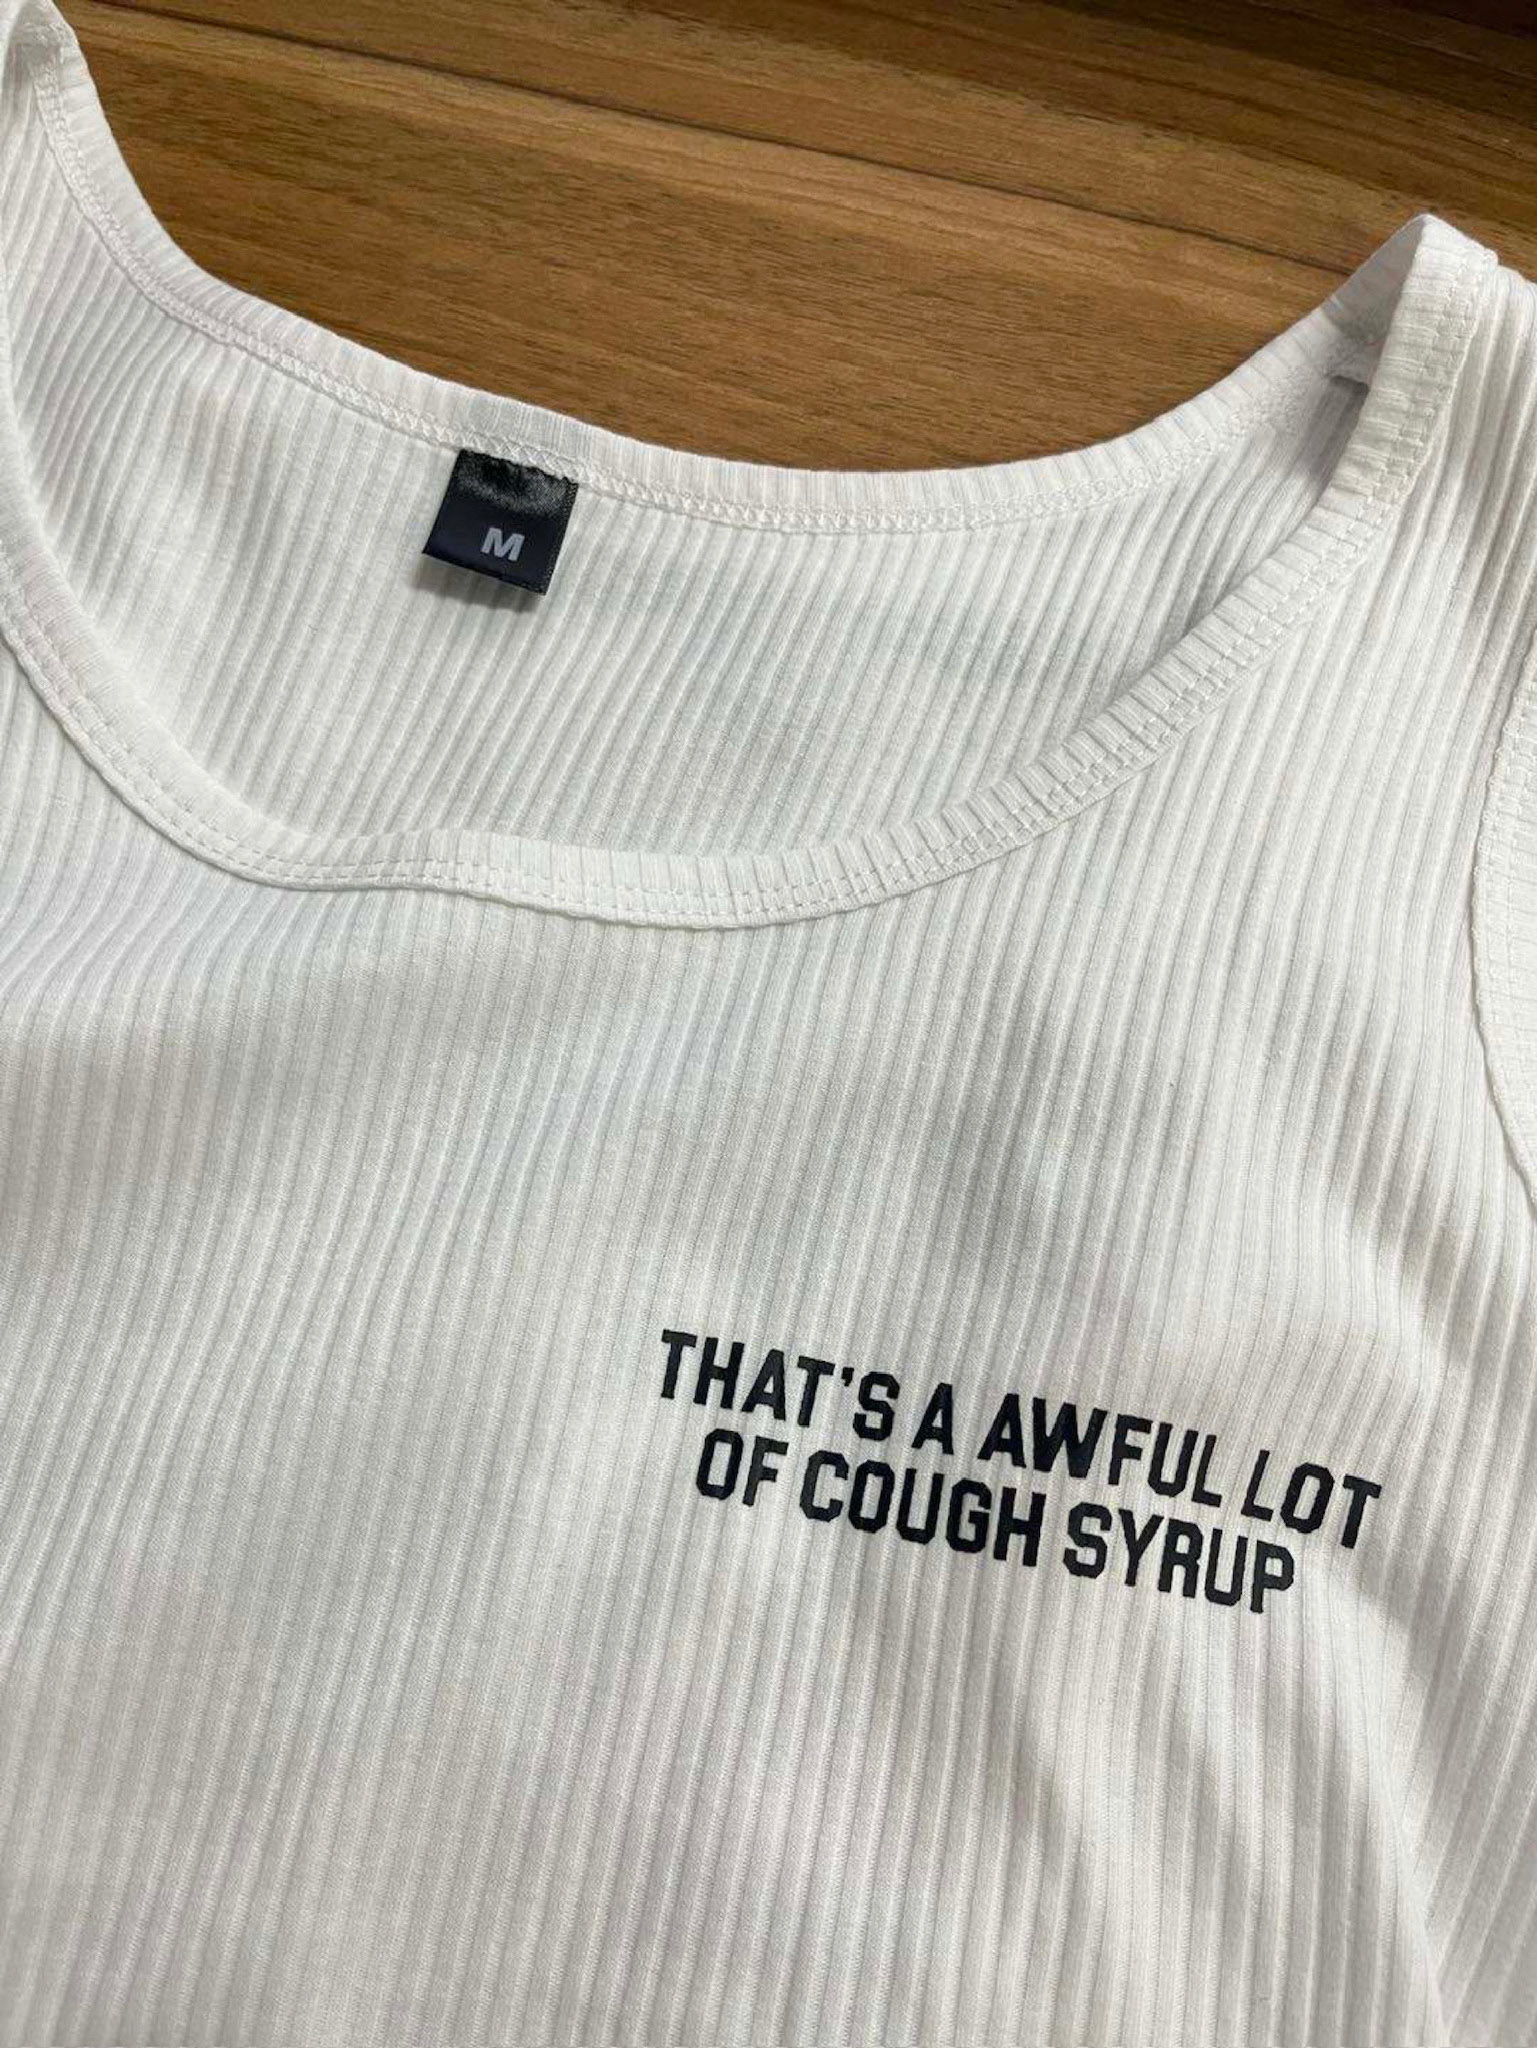 M
THAT'S A AWFUL LOT
OF COUGH SYRUP